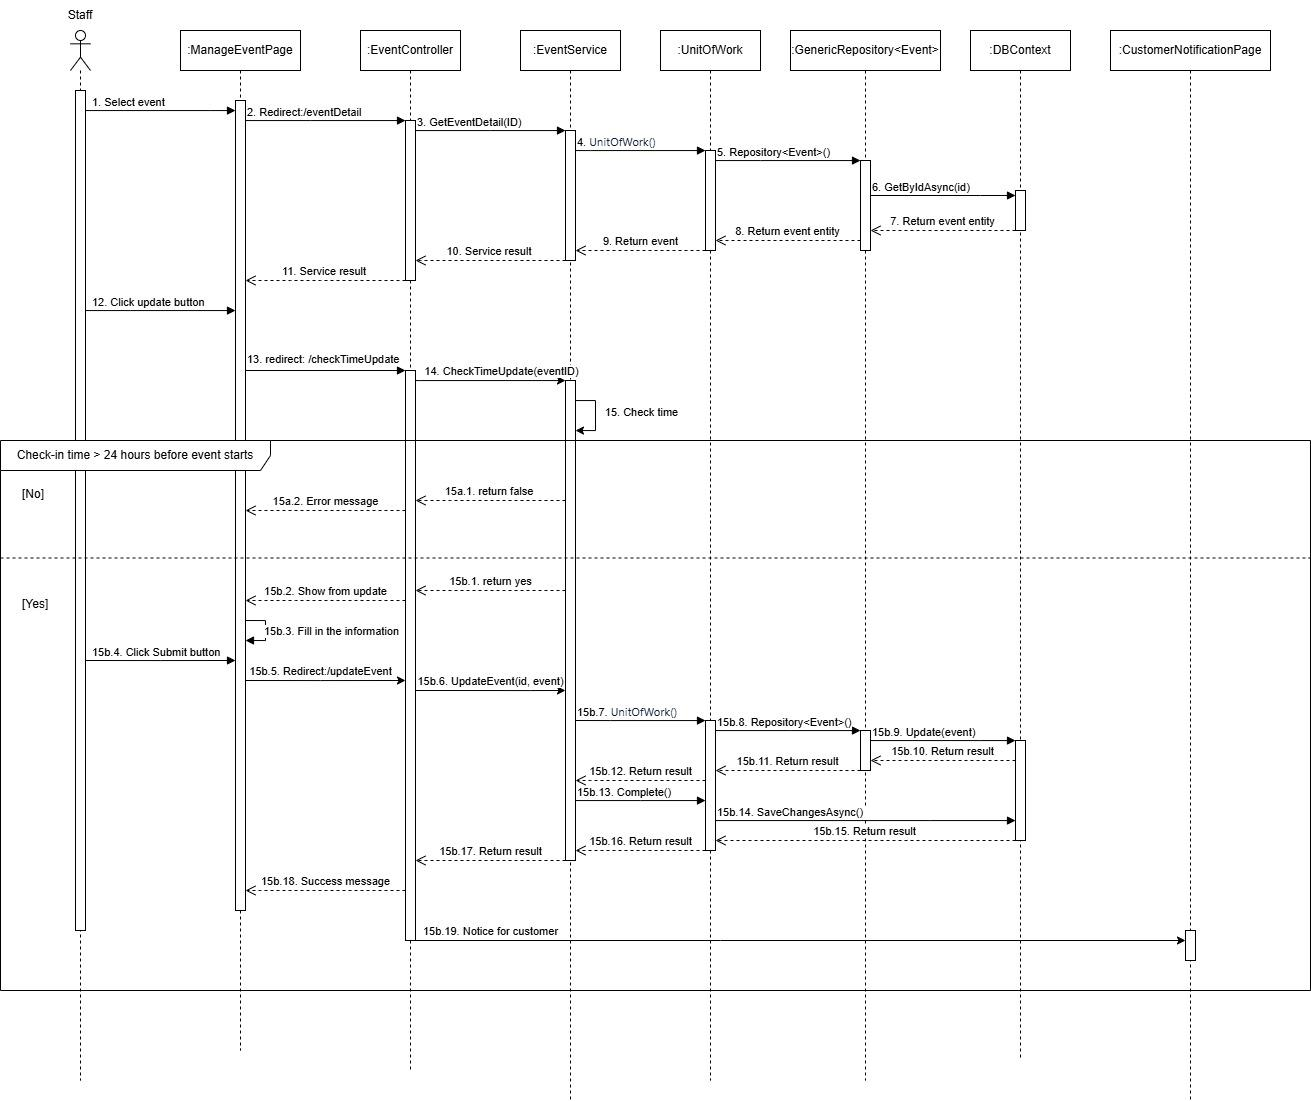 Staff
:ManageEventPage
:EventController
:EventService
:UnitOfWork
:GenericRepository<Event>
:DBContext
:CustomerNotificationPage
1. Select event
2. Redirect:/eventDetail
3. GetEventDetail(ID)
4. UnitOfWork()
5. Repository<Event>()
6. GetByIdAsync(id)
7. Return event entity
8. Return event entity
9. Return event
10. Service result
11. Service result
12. Click update button
13. redirect: /checkTimeUpdate
14. CheckTimeUpdate(eventID)
15. Check time
Check-in time > 24 hours before event starts
[No]
15a.1. return false
15a.2. Error message
[Yes]
15b.1. return yes
15b.2. Show from update
15b.3. Fill in the information
15b.4. Click Submit button
15b.5. Redirect:/updateEvent
15b.6. UpdateEvent(id, event)
15b.7. UnitOfWork()
15b.8. Repository<Event>()
15b.9. Update(event)
15b.10. Return result
15b.11. Return result
15b.12. Return result
15b.13. Complete()
15b.14. SaveChangesAsync()
15b.15. Return result
15b.16. Return result
15b.17. Return result
15b.18. Success message
15b.19. Notice for customer